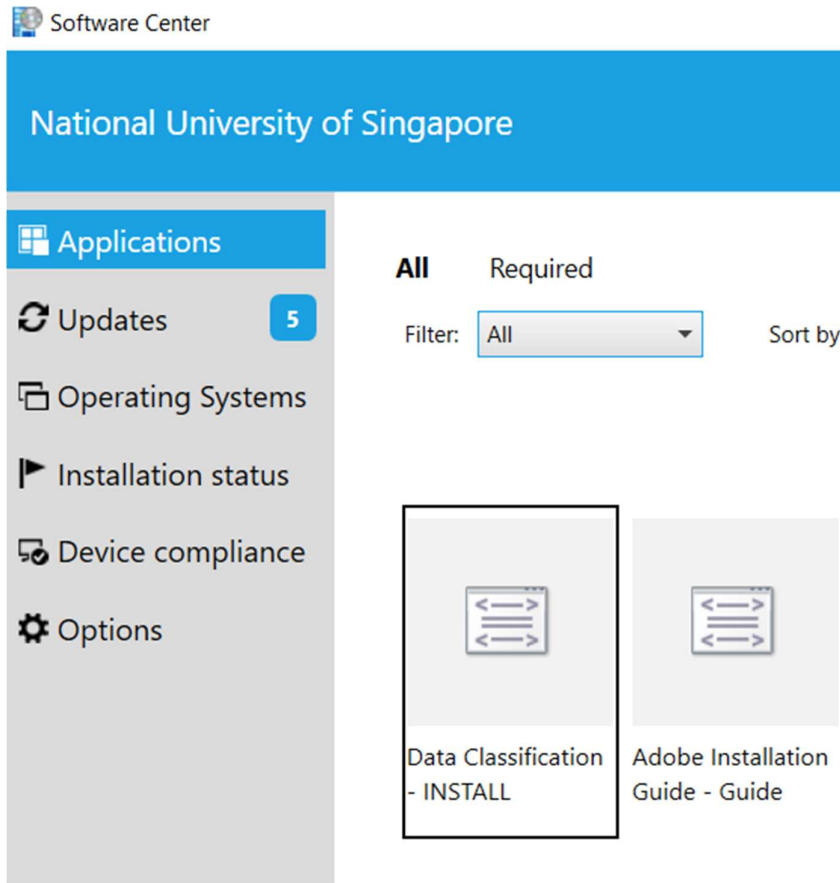 Software Center
National University of Singapore
Applications
Updates 5
Operating Systems
Installation status
Device compliance
Options
All Required
Filter: All Sort by
Data Classification
- INSTALL
Adobe Installation
Guide - Guide